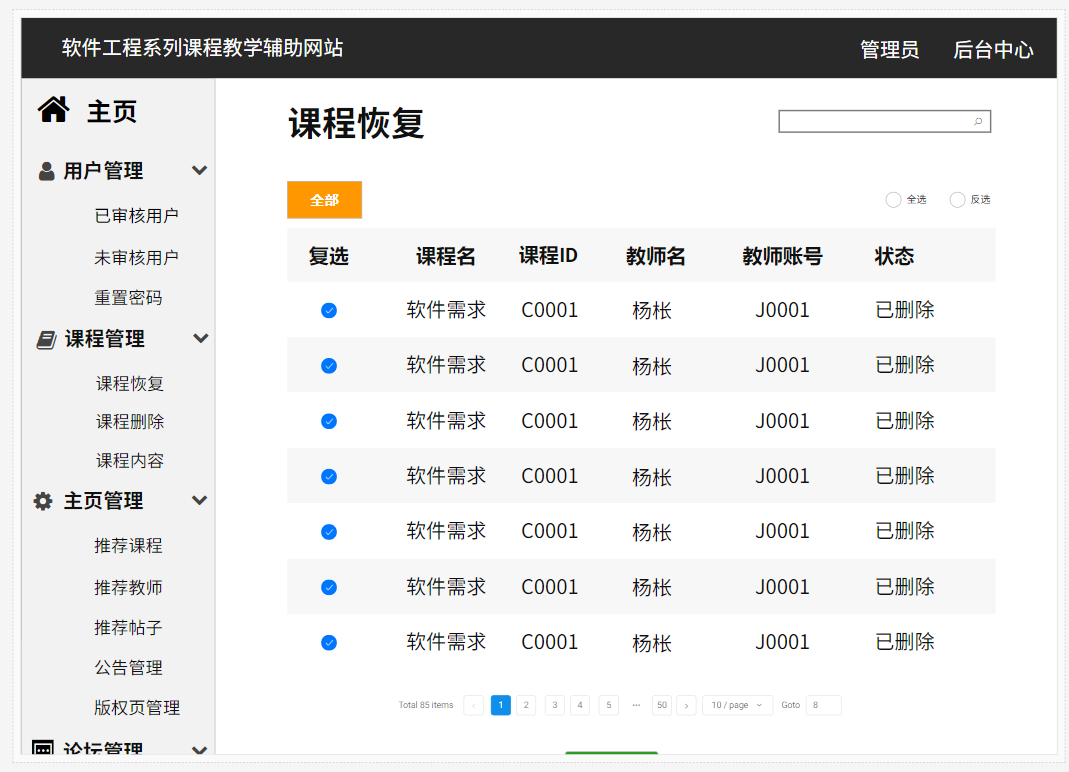 软件工程系列课程教学辅助网站 管理员 后台中心
主页
用户管理
已审核用户
未审核用户
重置密码
课程管理
课程恢复
课程删除
课程内容
主页管理
推荐课程
推荐教师
推荐帖子
公告管理
版权页管理
论坛管理
课程恢复
全部 全选 反选
复选 课程名 课程ID 教师名 教师账号 状态
软件需求 C0001 杨枨 J0001 已删除
软件需求 C0001 杨枨 J0001 已删除
软件需求 C0001 杨枨 J0001 已删除
软件需求 C0001 杨枨 J0001 已删除
软件需求 C0001 杨枨 J0001 已删除
软件需求 C0001 杨枨 J0001 已删除
软件需求 C0001 杨枨 J0001 已删除
Total 85 items ‹ 1 2 3 4 5 ··· 50 › 10 / page Goto 8